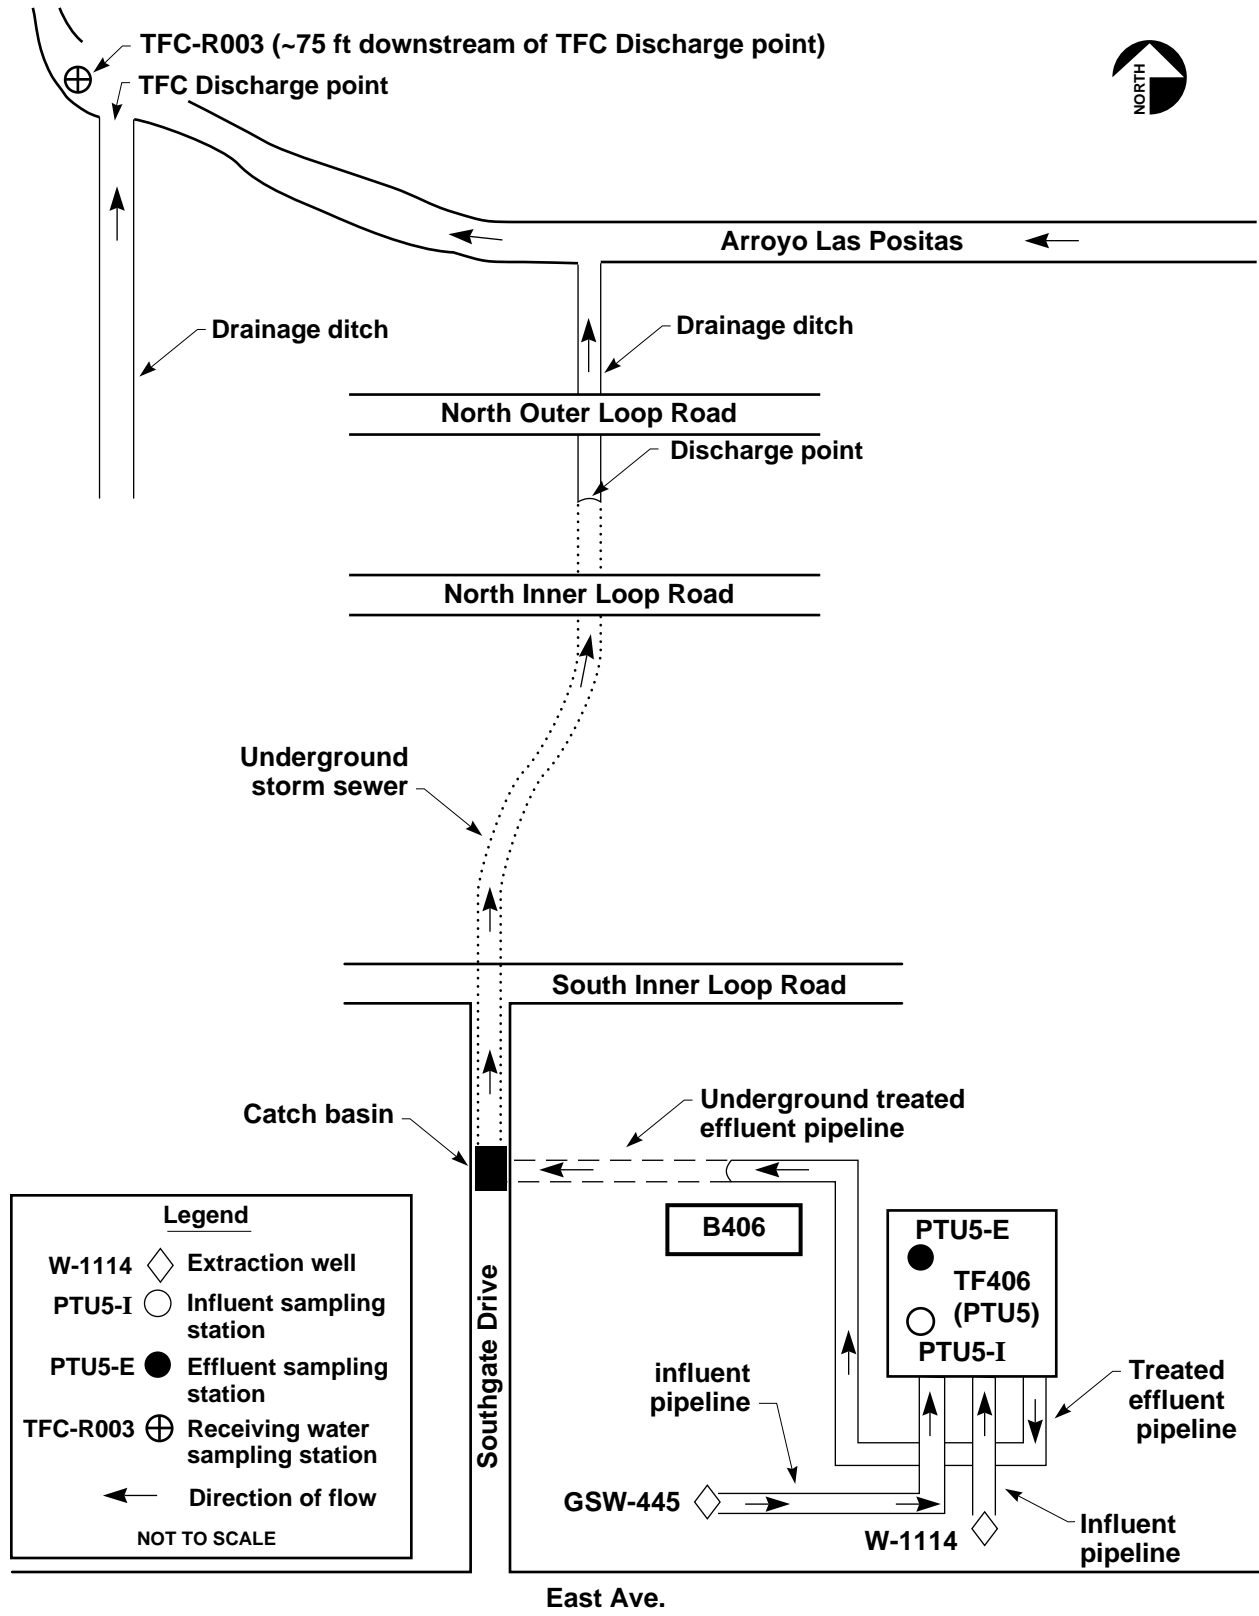 TFC-R003 (~75 ft downstream of TFC Discharge point)
TFC Discharge point
NORTH
Arroyo Las Positas
Drainage ditch
Drainage ditch
North Outer Loop Road
Discharge point
North Inner Loop Road
Underground
storm sewer
South Inner Loop Road
Catch basin
Underground treated
effluent pipeline
B406
PTU5-E
TF406
(PTU5)
PTU5-I
Southgate Drive
influent
pipeline
Treated
effluent
pipeline
GSW-445
W-1114
Influent
pipeline
East Ave.
Legend
W-1114 Extraction well
PTU5-I Influent sampling
station
PTU5-E Effluent sampling
station
TFC-R003 Receiving water
sampling station
Direction of flow
NOT TO SCALE